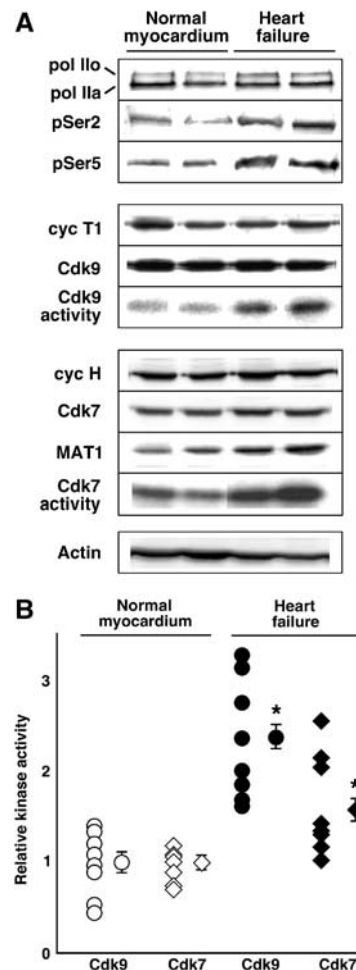 A
Normal myocardium
Heart failure
pol IIo
pol IIa
pSer2
pSer5
cyc T1
Cdk9
Cdk9 activity
cyc H
Cdk7
MAT1
Cdk7 activity
Actin
B
Normal myocardium
Heart failure
Relative kinase activity
3
2
1
0
*
*
Cdk9 Cdk7 Cdk9 Cdk7